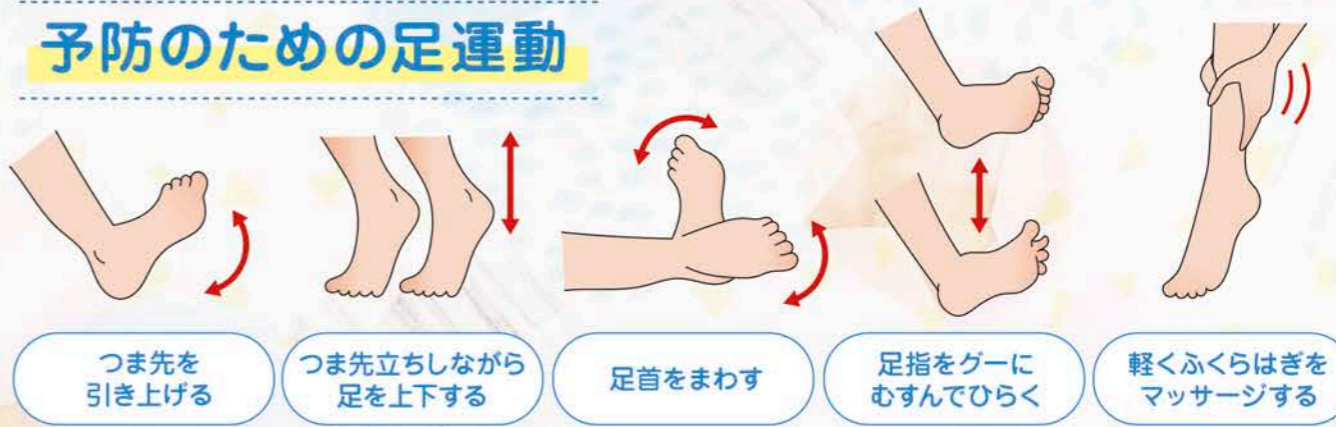 予防のための足運動
つま先を
引き上げる
つま先立ちしながら
足を上下する
足首をまわす
足指をグーに
むすんでひらく
軽くふくらはぎを
マッサージする